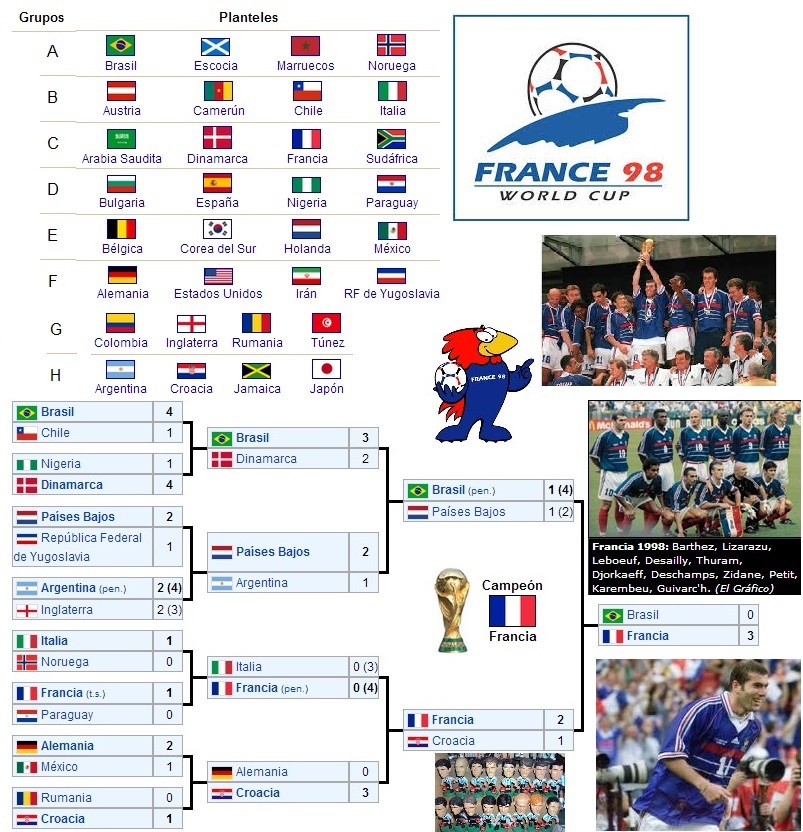 Grupos Planteles
A
Brasil Escocia Marruecos Noruega
B
Austria Camerún Chile Italia
C
Arabia Saudita Dinamarca Francia Sudáfrica
D
Bulgaria España Nigeria Paraguay
E
Bélgica Corea del Sur Holanda México
F
Alemania Estados Unidos Irán RF de Yugoslavia
G
Colombia Inglaterra Rumania Túnez
H
Argentina Croacia Jamaica Japón
FRANCE 98
WORLD CUP
FRANCE 98
Brasil 4
Chile 1
Nigeria 1
Dinamarca 4
Países Bajos 2
República Federal
de Yugoslavia 1
Argentina (pen.) 2 (4)
Inglaterra 2 (3)
Italia 1
Noruega 0
Francia (t.s.) 1
Paraguay 0
Alemania 2
México 1
Rumania 0
Croacia 1
Brasil 3
Dinamarca 2
Países Bajos 2
Argentina 1
Italia 0 (3)
Francia (pen.) 0 (4)
Alemania 0
Croacia 3
Brasil (pen.) 1 (4)
Países Bajos 1 (2)
Campeón
Francia
Francia 2
Croacia 1
McDonald's
Francia 1998: Barthez, Lizarazu,
Leboeuf, Desailly, Thuram,
Djorkaeff, Deschamps, Zidane, Petit,
Karembeu, Guivarc'h. (El Gráfico)
Brasil 0
Francia 3